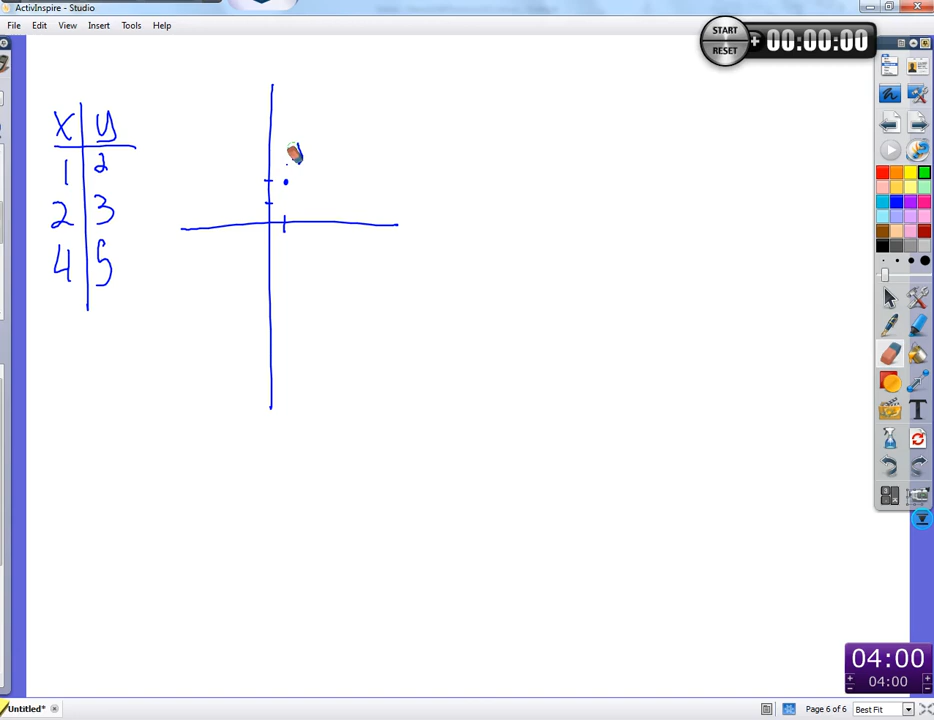 ActivInspire - Studio
File Edit View Insert Tools Help
START
RESET
+ 00:00:00
x y
1 2
2 3
4 5
04:00
+ 04:00 +
- -
Untitled*
Page 6 of 6
Best Fit